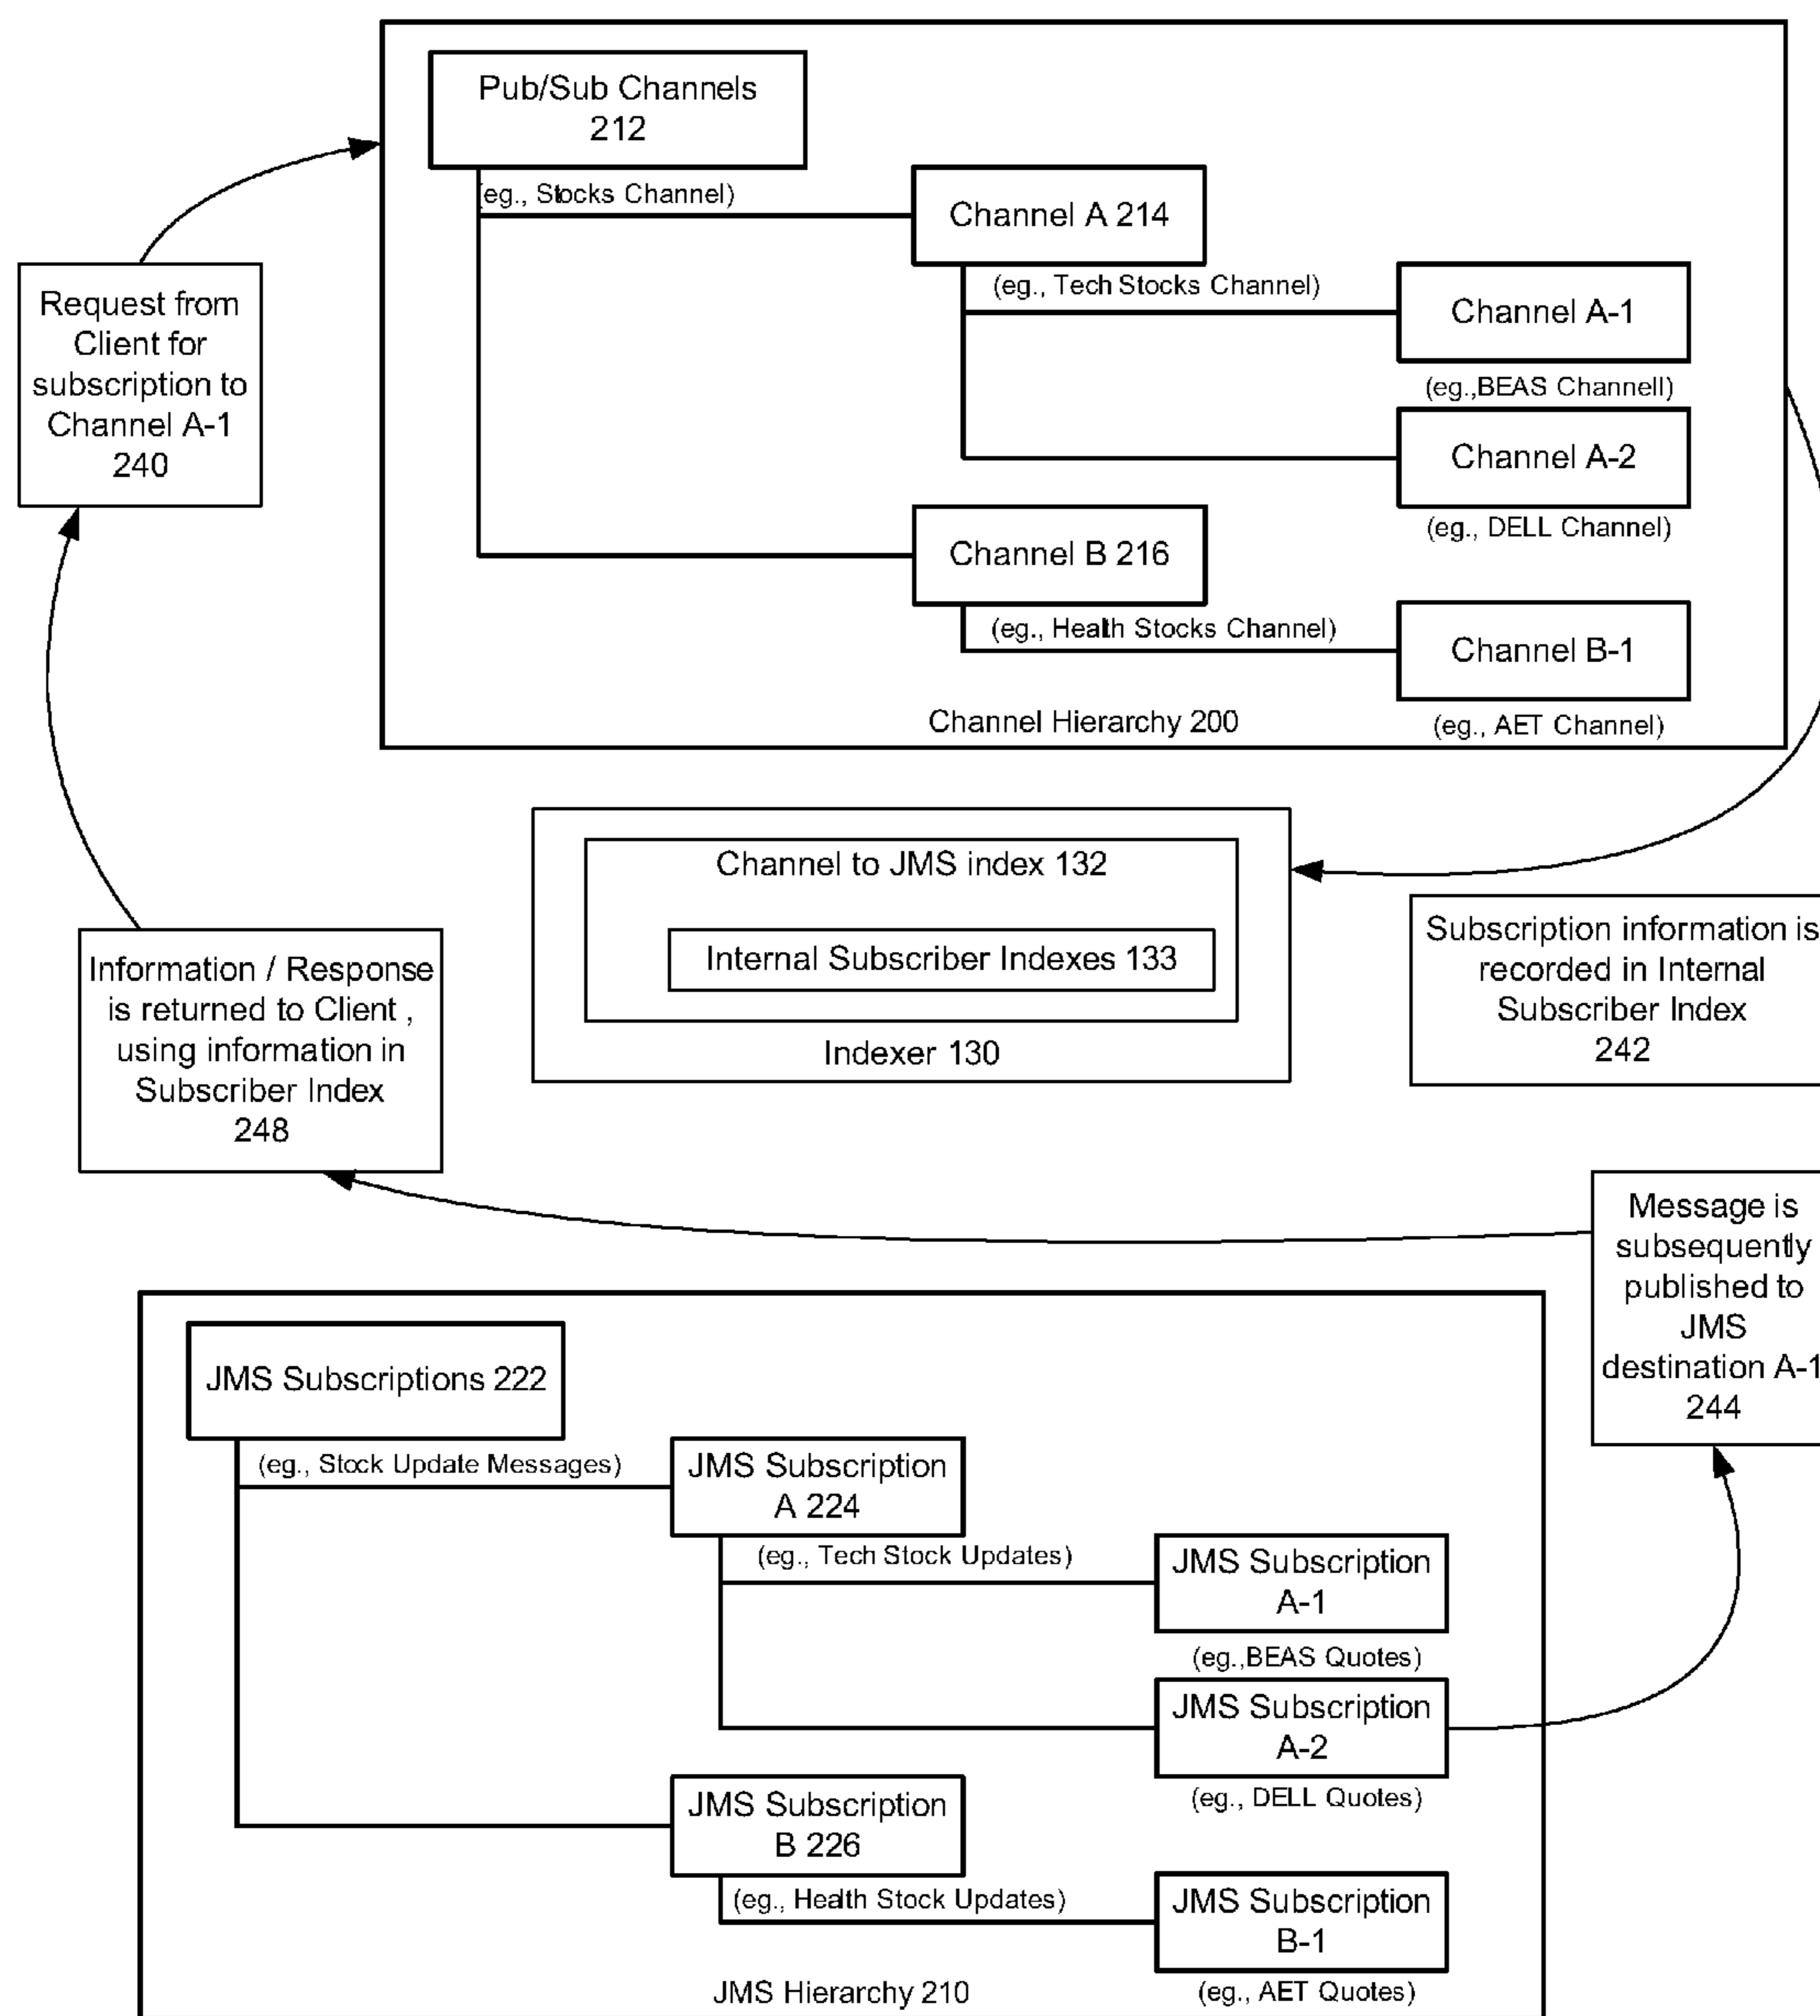 Pub/Sub Channels
212
(eg., Stocks Channel)
Channel A 214
(eg., Tech Stocks Channel)
Channel A-1
(eg.,BEAS Channell)
Channel A-2
(eg., DELL Channel)
Channel B 216
(eg., Health Stocks Channel)
Channel B-1
(eg., AET Channel)
Channel Hierarchy 200
Request from
Client for
subscription to
Channel A-1
240
Channel to JMS index 132
Internal Subscriber Indexes 133
Indexer 130
Subscription information is
recorded in Internal
Subscriber Index
242
Information / Response
is returned to Client ,
using information in
Subscriber Index
248
Message is
subsequently
published to
JMS
destination A-1
244
JMS Subscriptions 222
(eg., Stock Update Messages)
JMS Subscription
A 224
(eg., Tech Stock Updates)
JMS Subscription
A-1
(eg.,BEAS Quotes)
JMS Subscription
A-2
(eg., DELL Quotes)
JMS Subscription
B 226
(eg., Health Stock Updates)
JMS Subscription
B-1
(eg., AET Quotes)
JMS Hierarchy 210